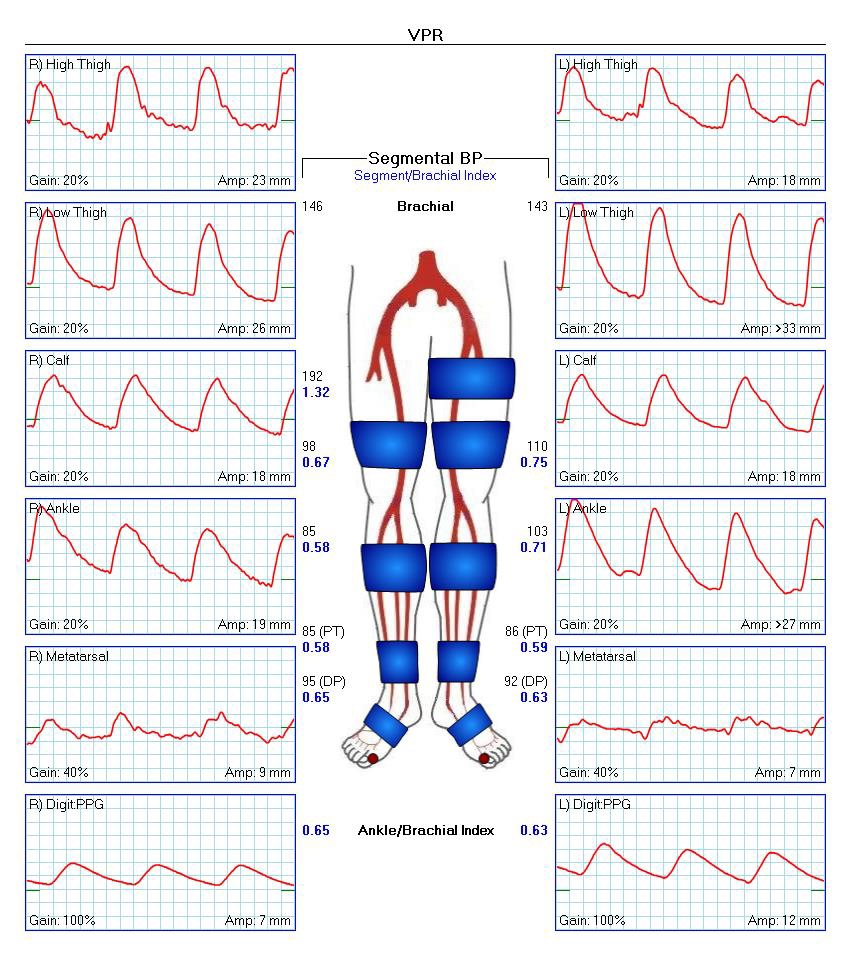 VPR
R) High Thigh
Gain: 20% Amp: 23 mm
L) High Thigh
Gain: 20% Amp: 18 mm
Segmental BP
Segment/Brachial Index
146 Brachial 143
R) Low Thigh
Gain: 20% Amp: 26 mm
L) Low Thigh
Gain: 20% Amp: >33 mm
R) Calf
Gain: 20% Amp: 18 mm
192
1.32
98
0.67
110
0.75
L) Calf
Gain: 20% Amp: 18 mm
R) Ankle
Gain: 20% Amp: 19 mm
85
0.58
103
0.71
L) Ankle
Gain: 20% Amp: >27 mm
85 (PT)
0.58
86 (PT)
0.59
R) Metatarsal
Gain: 40% Amp: 9 mm
95 (DP)
0.65
92 (DP)
0.63
L) Metatarsal
Gain: 40% Amp: 7 mm
R) Digit:PPG
Gain: 100% Amp: 7 mm
0.65 Ankle/Brachial Index 0.63
L) Digit:PPG
Gain: 100% Amp: 12 mm